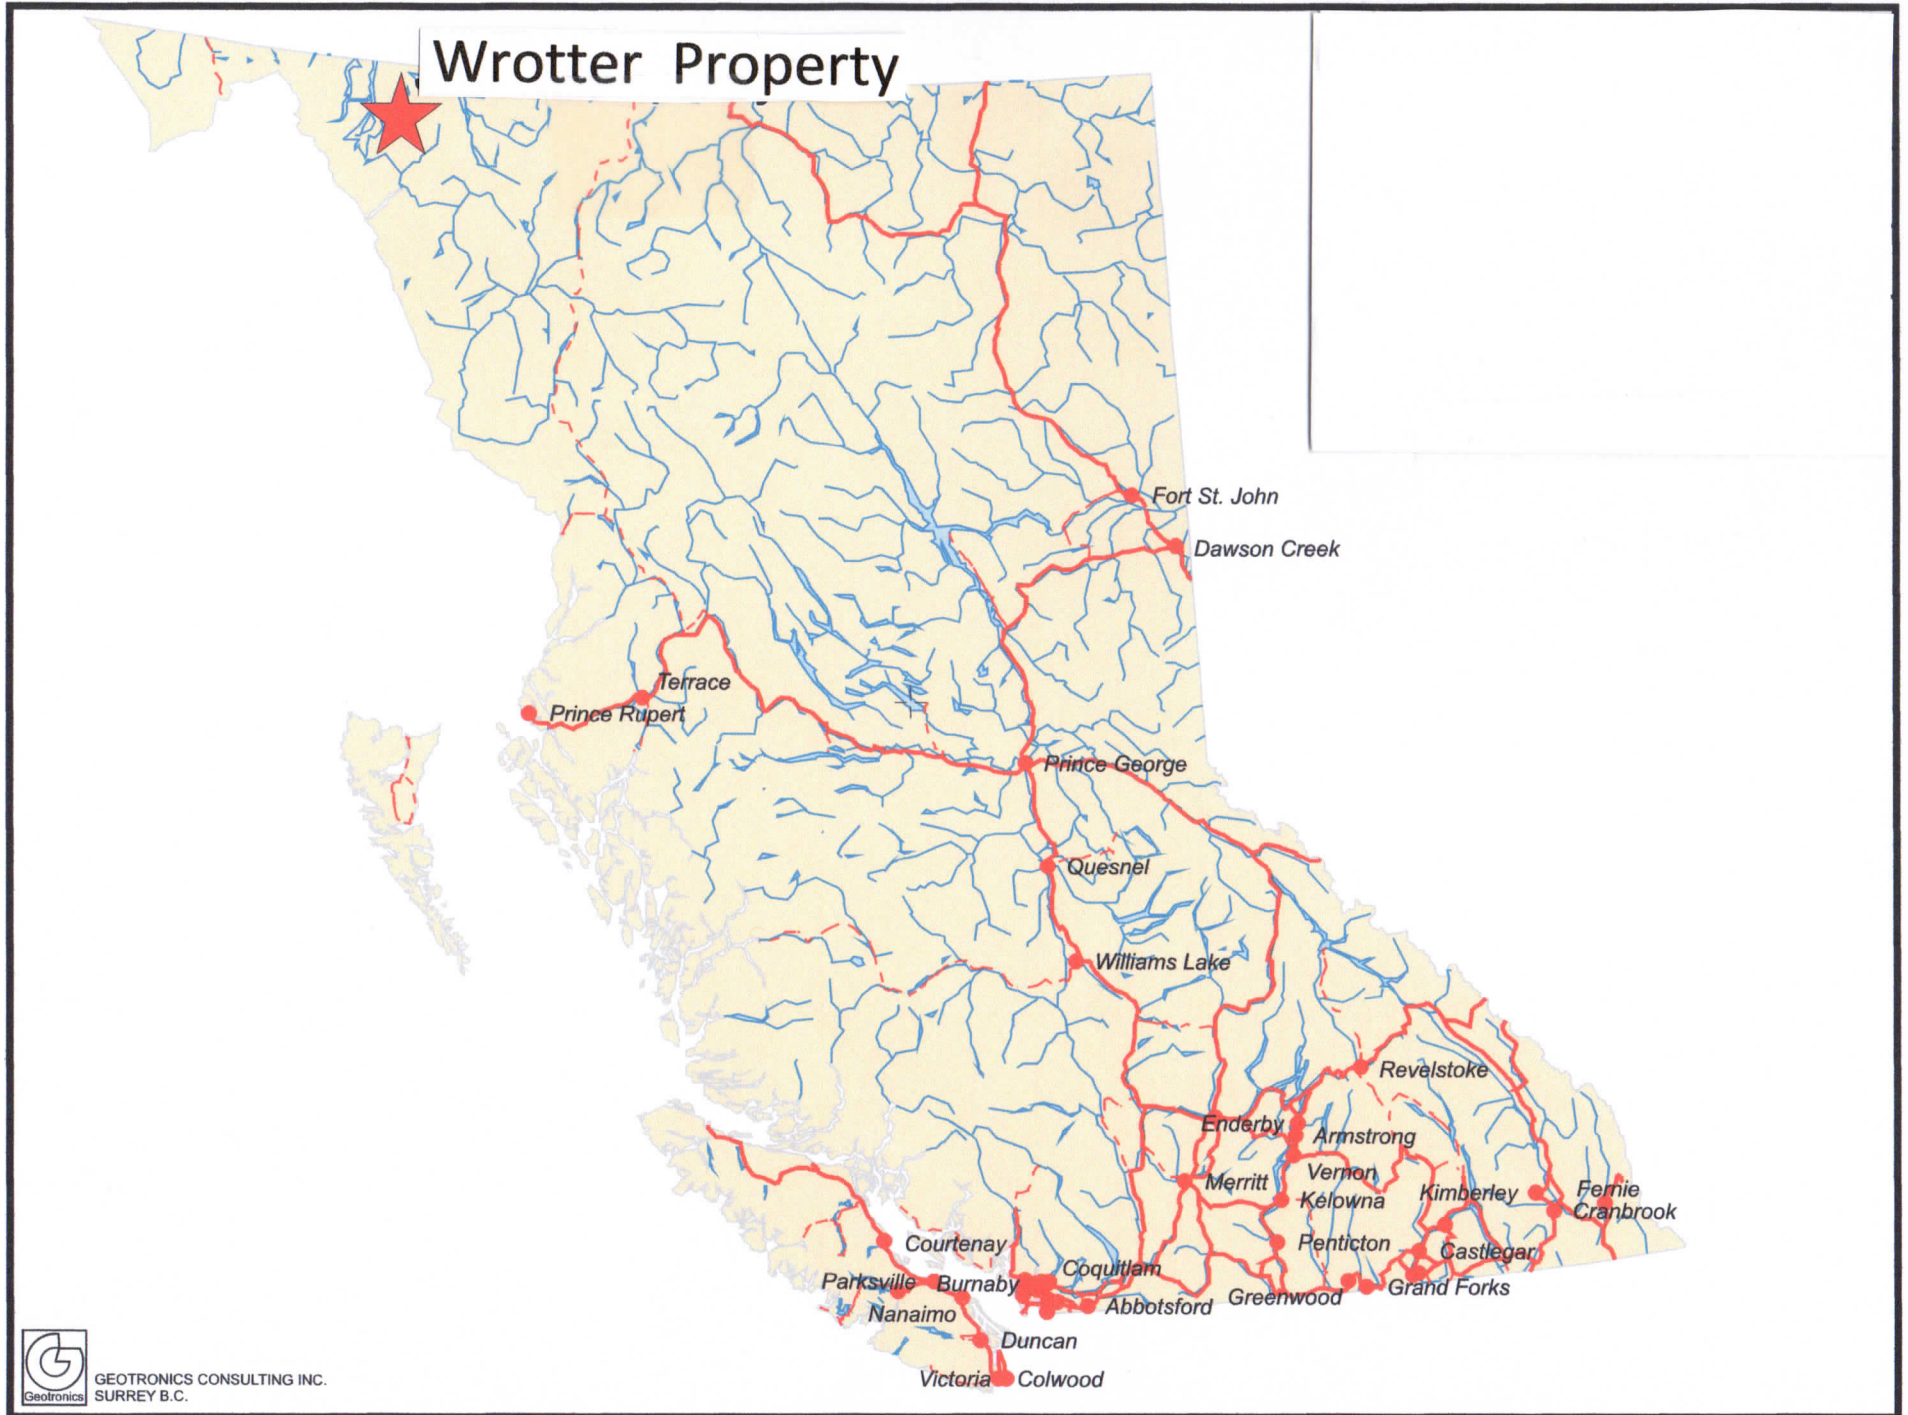 Wrotter Property
Fort St. John
Dawson Creek
Terrace
Prince Rupert
Prince George
Quesnel
Williams Lake
Revelstoke
Enderby
Armstrong
Vernon
Merritt
Kelowna
Kimberley
Fernie
Cranbrook
Courtenay
Penticton
Castlegar
Coquitlam
Parksville
Burnaby
Grand Forks
Greenwood
Abbotsford
Nanaimo
Duncan
Victoria
Colwood
Geotronics
GEOTRONICS CONSULTING INC.
SURREY B.C.